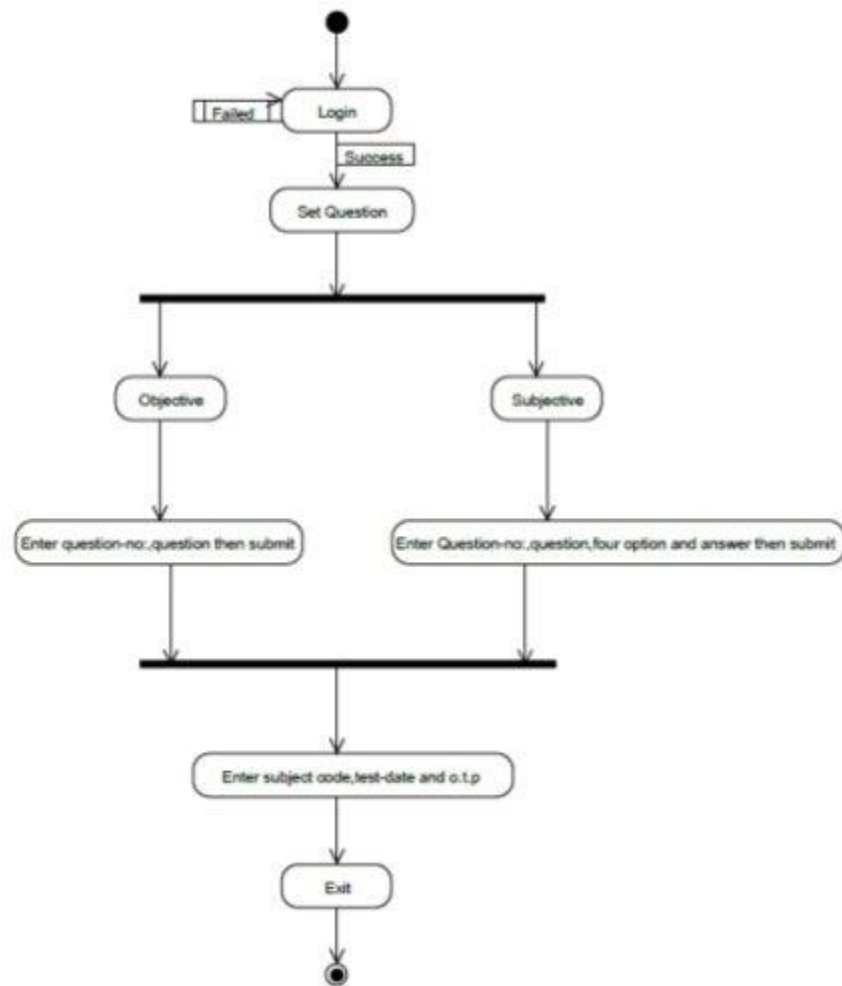 Login
Failed
Success
Set Question
Objective
Subjective
Enter question-no:,question then submit
Enter Question-no:,question,four option and answer then submit
Enter subject code,test-date and o.t.p
Exit